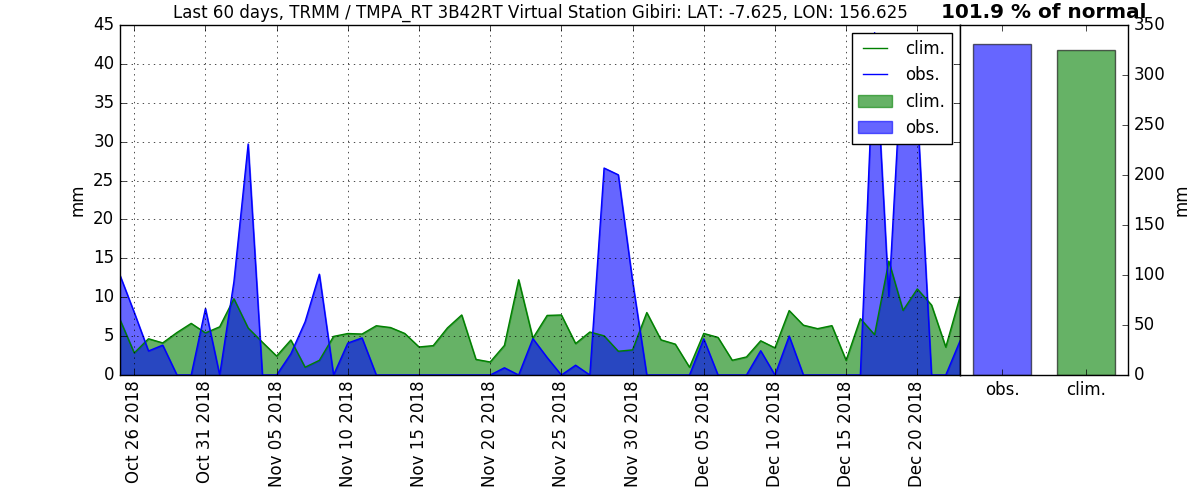 Last 60 days, TRMM / TMPA_RT 3B42RT Virtual Station Gibiri: LAT: -7.625, LON: 156.625
101.9 % of normal
45
40
35
30
25
20
15
10
5
0
mm
clim.
obs.
clim.
obs.
350
300
250
200
150
100
50
0
mm
obs.
clim.
Oct 26 2018
Oct 31 2018
Nov 05 2018
Nov 10 2018
Nov 15 2018
Nov 20 2018
Nov 25 2018
Nov 30 2018
Dec 05 2018
Dec 10 2018
Dec 15 2018
Dec 20 2018